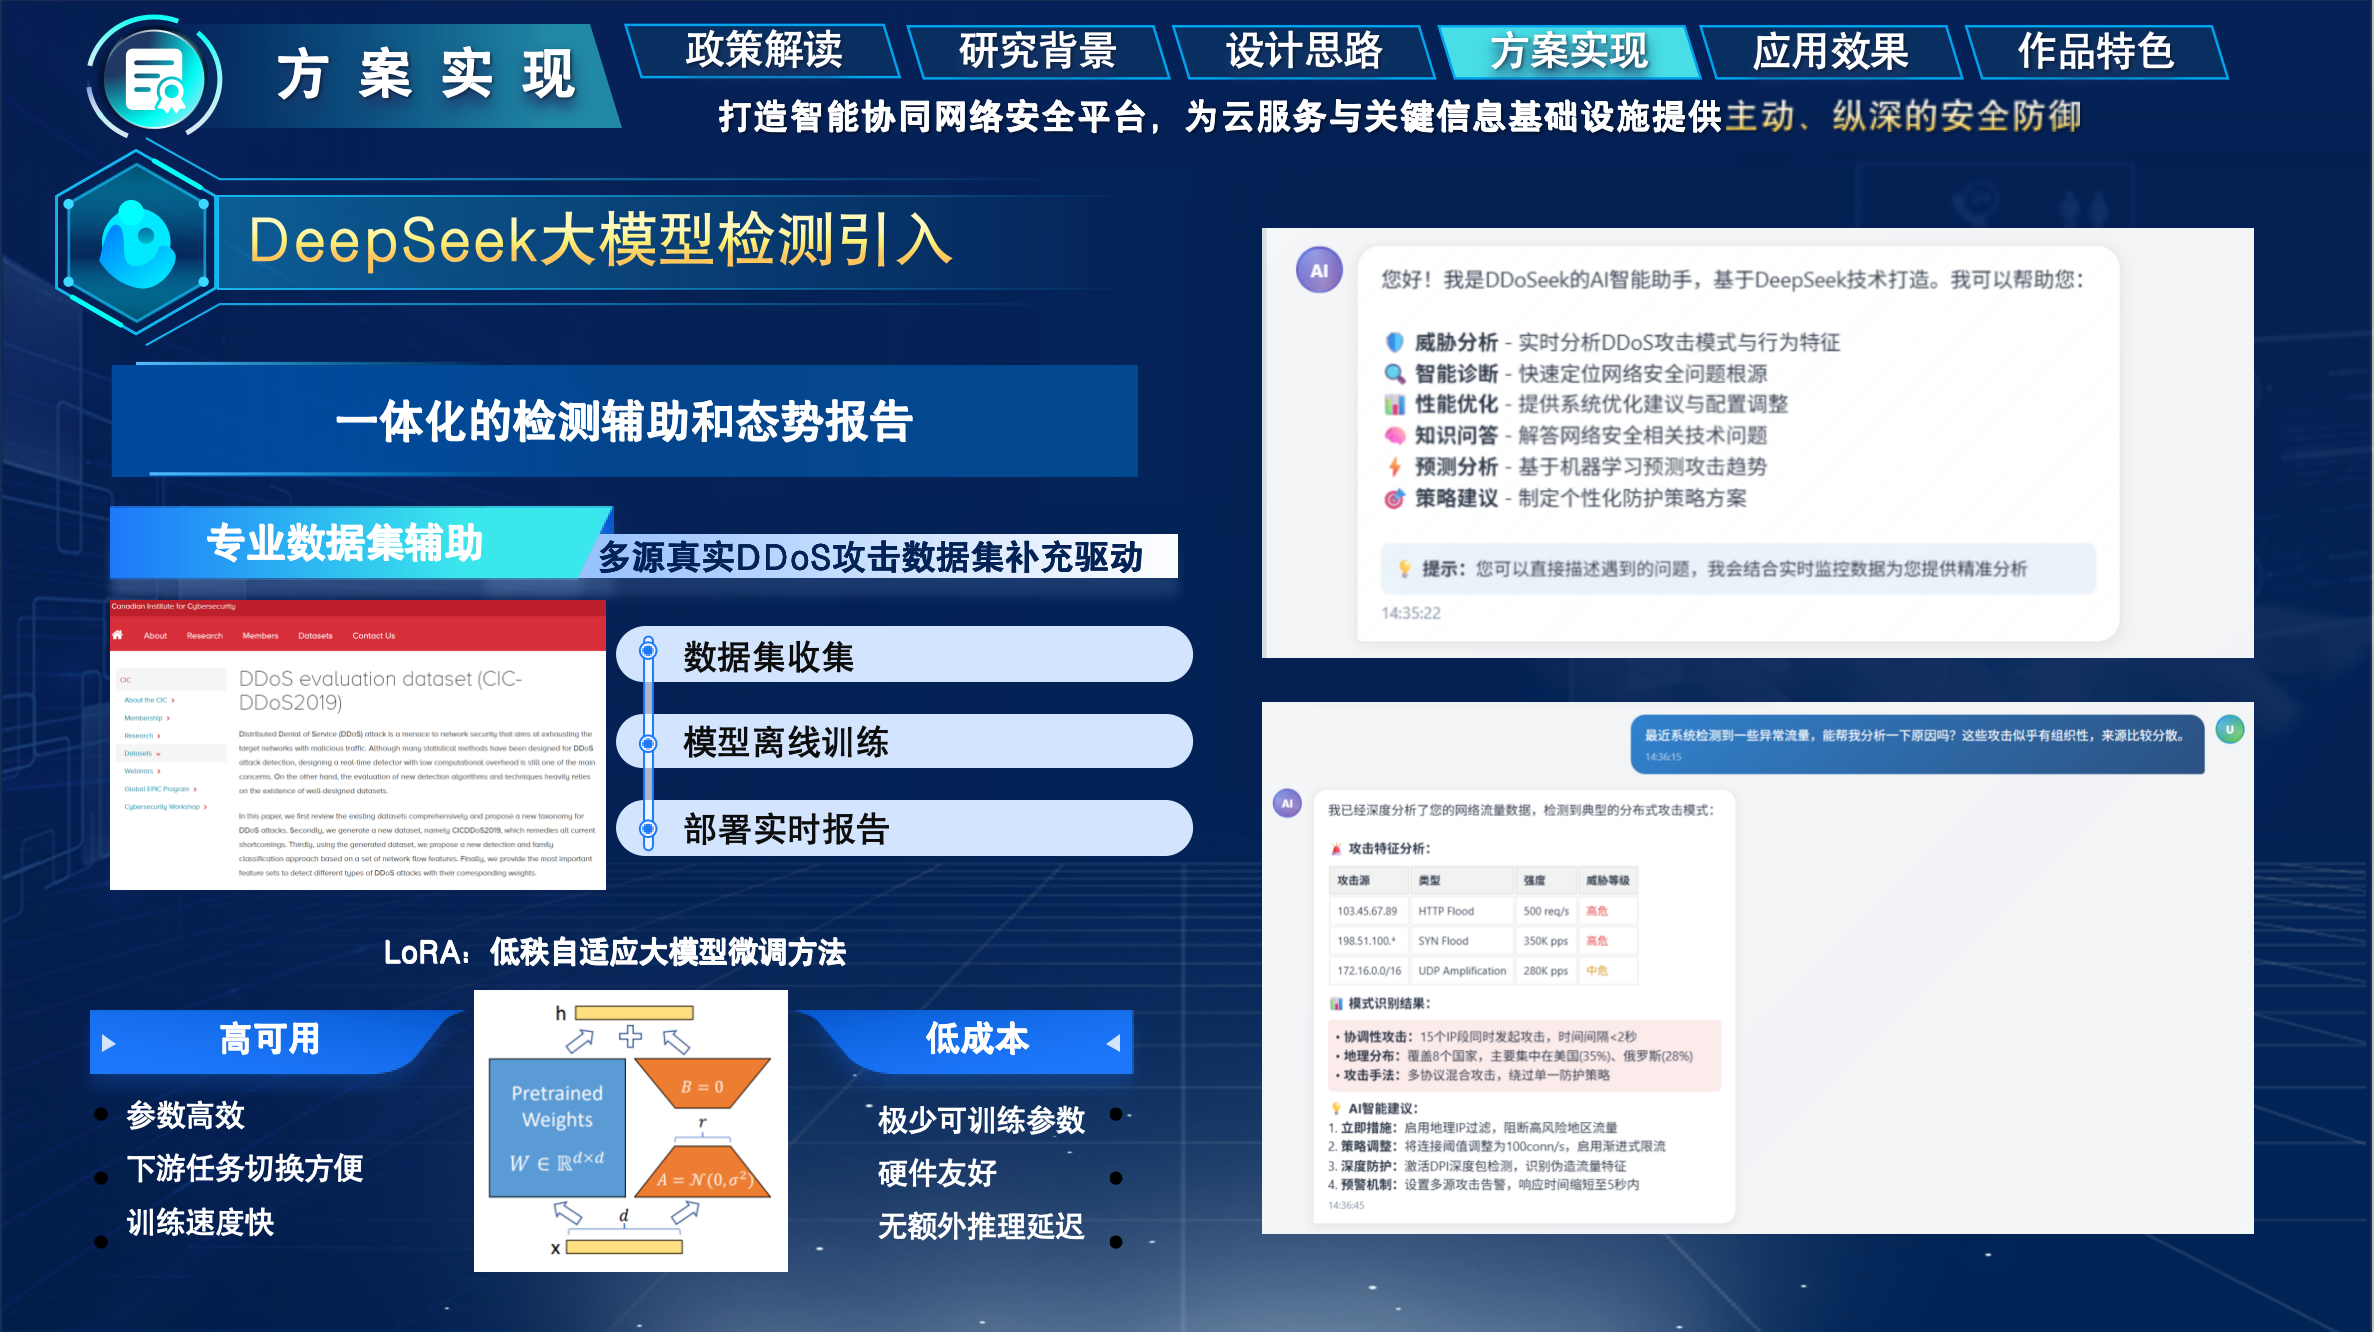 方案实现
政策解读
研究背景
设计思路
方案实现
应用效果
作品特色
打造智能协同网络安全平台，为云服务与关键信息基础设施提供主动、纵深的安全防御
DeepSeek大模型检测引入
一体化的检测辅助和态势报告
专业数据集辅助
多源真实DDoS攻击数据集补充驱动
Canadian Institute for Cybersecurity
About Research Members Datasets Contact Us
CIC
About the CIC
Membership
Research
Datasets
Webinars
Global EPIC Program
Cybersecurity Workshop
DDoS evaluation dataset (CIC-
DDoS2019)
Distributed Denial of Service (DDoS) attack is a menace to network security that aims at exhausting the
target networks with malicious traffic. Although many statistical methods have been designed for DDoS
attack detection, designing a real-time detector with low computational overhead is still one of the main
concerns. On the other hand, the evaluation of new detection algorithms and techniques heavily relies
on the existence of well-designed datasets.
In this paper, we first review the existing datasets comprehensively and propose a new taxonomy for
DDoS attacks. Secondly, we generate a new dataset, namely CICDDoS2019, which remedies all current
shortcomings. Thirdly, using the generated dataset, we propose a new detection and family
classification approach based on a set of network flow features. Finally, we provide the most important
feature sets to detect different types of DDoS attacks with their corresponding weights.
数据集收集
模型离线训练
部署实时报告
LoRA：低秩自适应大模型微调方法
高可用
参数高效
下游任务切换方便
训练速度快
h
Pretrained
Weights
W ∈ ℝ^{d×d}
B = 0
r
A = 𝒩(0,σ²)
d
x
低成本
极少可训练参数
硬件友好
无额外推理延迟
AI
您好！我是DDoSeek的AI智能助手，基于DeepSeek技术打造。我可以帮助您：
🛡️ 威胁分析 - 实时分析DDoS攻击模式与行为特征
🔍 智能诊断 - 快速定位网络安全问题根源
📊 性能优化 - 提供系统优化建议与配置调整
🧠 知识问答 - 解答网络安全相关技术问题
⚡ 预测分析 - 基于机器学习预测攻击趋势
🎯 策略建议 - 制定个性化防护策略方案
💡 提示：您可以直接描述遇到的问题，我会结合实时监控数据为您提供精准分析
14:35:22
最近系统检测到一些异常流量，能帮我分析一下原因吗？这些攻击似乎有组织性，来源比较分散。
14:36:15
U
AI
我已经深度分析了您的网络流量数据，检测到典型的分布式攻击模式：
🚨 攻击特征分析：
攻击源 类型 强度 威胁等级
103.45.67.89 HTTP Flood 500 req/s 高危
198.51.100.* SYN Flood 350K pps 高危
172.16.0.0/16 UDP Amplification 280K pps 中危
📊 模式识别结果：
• 协调性攻击：15个IP段同时发起攻击，时间间隔<2秒
• 地理分布：覆盖8个国家，主要集中在美国(35%)、俄罗斯(28%)
• 攻击手法：多协议混合攻击，绕过单一防护策略
💡 AI智能建议：
1. 立即措施：启用地理IP过滤，阻断高风险地区流量
2. 策略调整：将连接阈值调整为100conn/s，启用渐进式限流
3. 深度防护：激活DPI深度包检测，识别伪造流量特征
4. 预警机制：设置多源攻击告警，响应时间缩短至5秒内
14:36:45